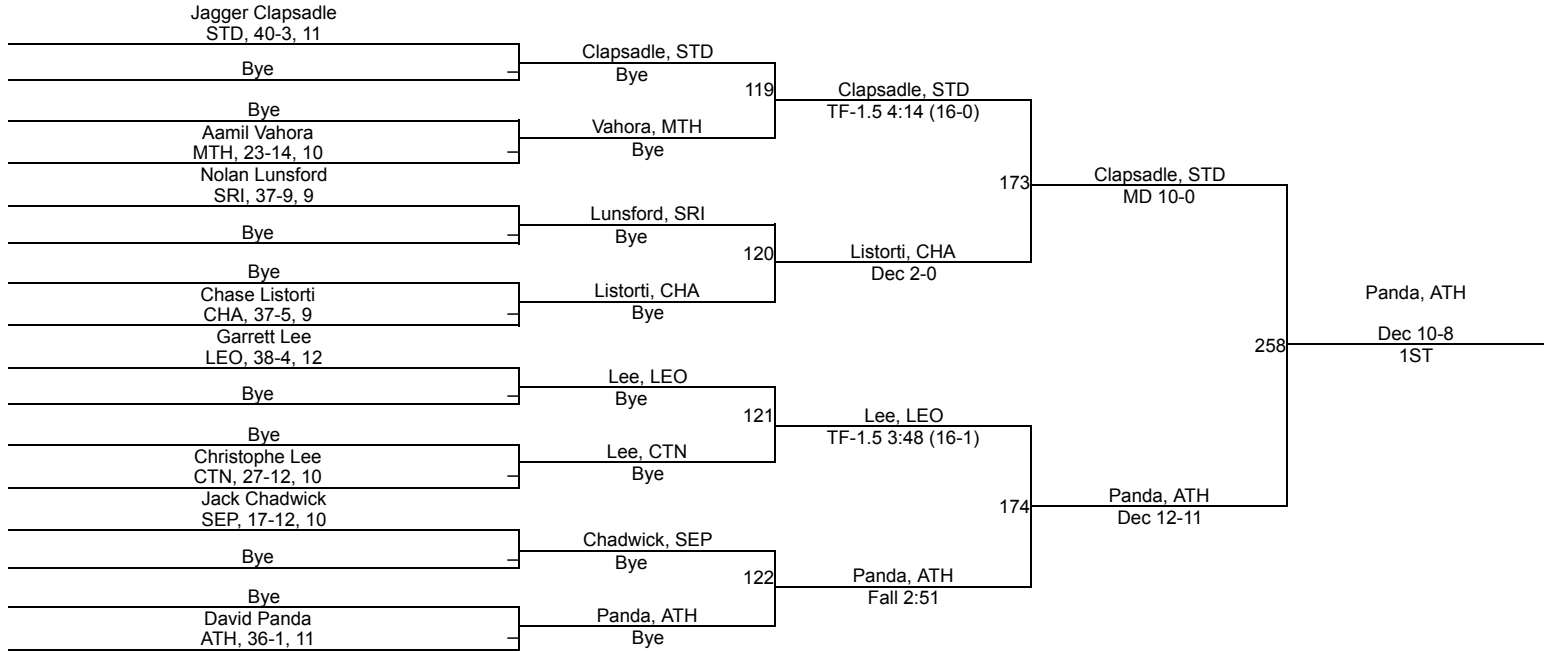 Jagger Clapsadle
STD, 40-3, 11
Bye
Bye
Aamil Vahora
MTH, 23-14, 10
Nolan Lunsford
SRI, 37-9, 9
Bye
Bye
Chase Listorti
CHA, 37-5, 9
Garrett Lee
LEO, 38-4, 12
Bye
Bye
Christophe Lee
CTN, 27-12, 10
Jack Chadwick
SEP, 17-12, 10
Bye
Bye
David Panda
ATH, 36-1, 11
Clapsadle, STD
Bye
119
Vahora, MTH
Bye
Lunsford, SRI
Bye
120
Listorti, CHA
Bye
Lee, LEO
Bye
121
Lee, CTN
Bye
Chadwick, SEP
Bye
122
Panda, ATH
Bye
Clapsadle, STD
TF-1.5 4:14 (16-0)
173
Listorti, CHA
Dec 2-0
Lee, LEO
TF-1.5 3:48 (16-1)
174
Panda, ATH
Fall 2:51
Clapsadle, STD
MD 10-0
258
Panda, ATH
Dec 12-11
Panda, ATH
Dec 10-8
1ST